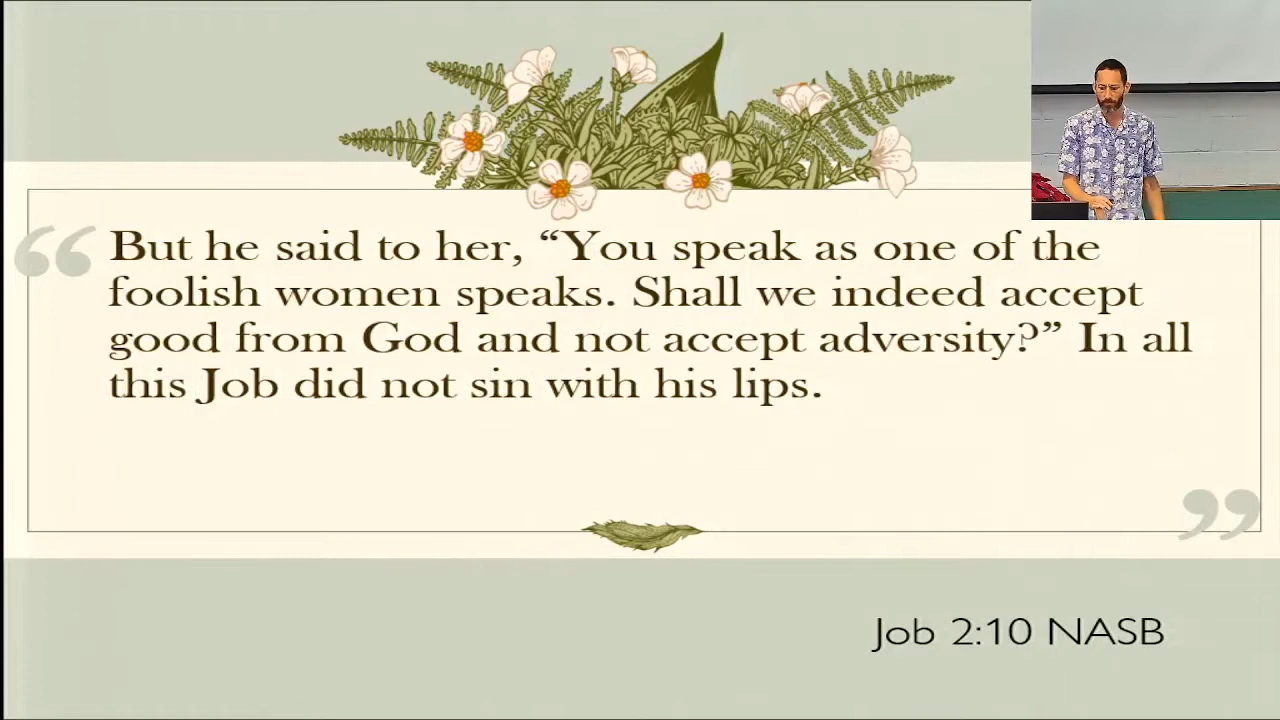 But he said to her, “You speak as one of the
foolish women speaks. Shall we indeed accept
good from God and not accept adversity?” In all
this Job did not sin with his lips.
Job 2:10 NASB